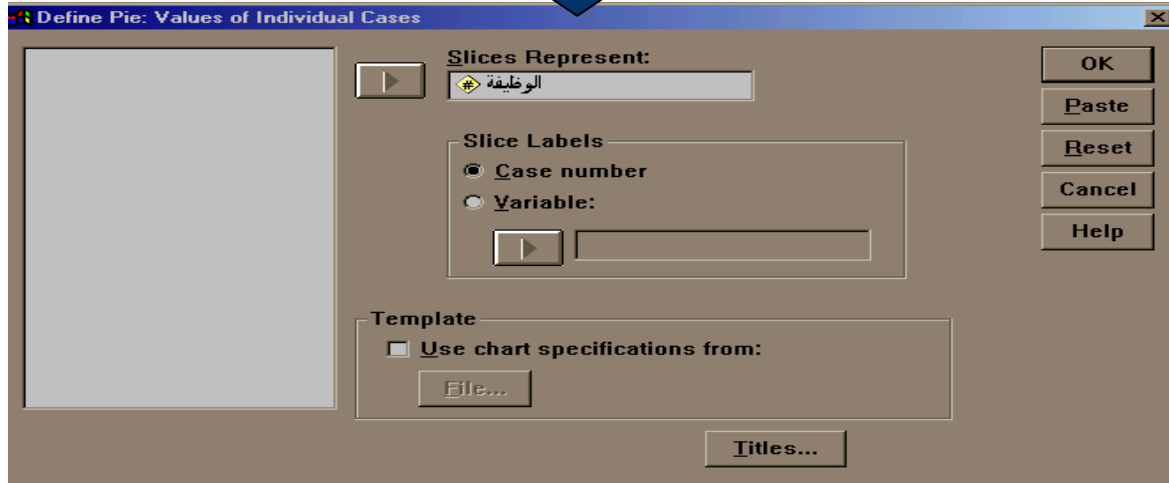 Define Pie: Values of Individual Cases
Slices Represent:
الوظيفة
Slice Labels
Case number
Variable:
Template
Use chart specifications from:
File...
Titles...
OK
Paste
Reset
Cancel
Help